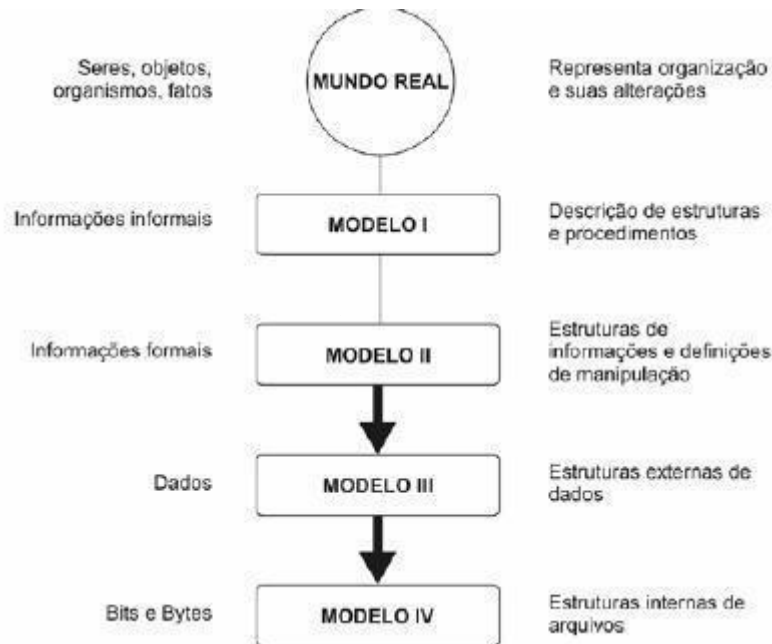 Seres, objetos,
organismos, fatos
MUNDO REAL
Representa organização
e suas alterações
Informações informais
MODELO I
Descrição de estruturas
e procedimentos
Informações formais
MODELO II
Estruturas de
informações e definições
de manipulação
Dados
MODELO III
Estruturas externas de
dados
Bits e Bytes
MODELO IV
Estruturas internas de
arquivos